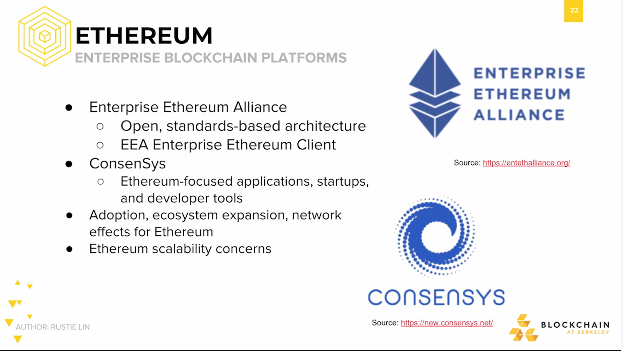 22
ETHEREUM
ENTERPRISE BLOCKCHAIN PLATFORMS
● Enterprise Ethereum Alliance
○ Open, standards-based architecture
○ EEA Enterprise Ethereum Client
● ConsenSys
○ Ethereum-focused applications, startups,
and developer tools
● Adoption, ecosystem expansion, network
effects for Ethereum
● Ethereum scalability concerns
ENTERPRISE
ETHEREUM
ALLIANCE
Source: https://entethalliance.org/
CONSENSYS
Source: https://new.consensys.net/
AUTHOR: RUSTIE LIN
BLOCKCHAIN
AT BERKELEY